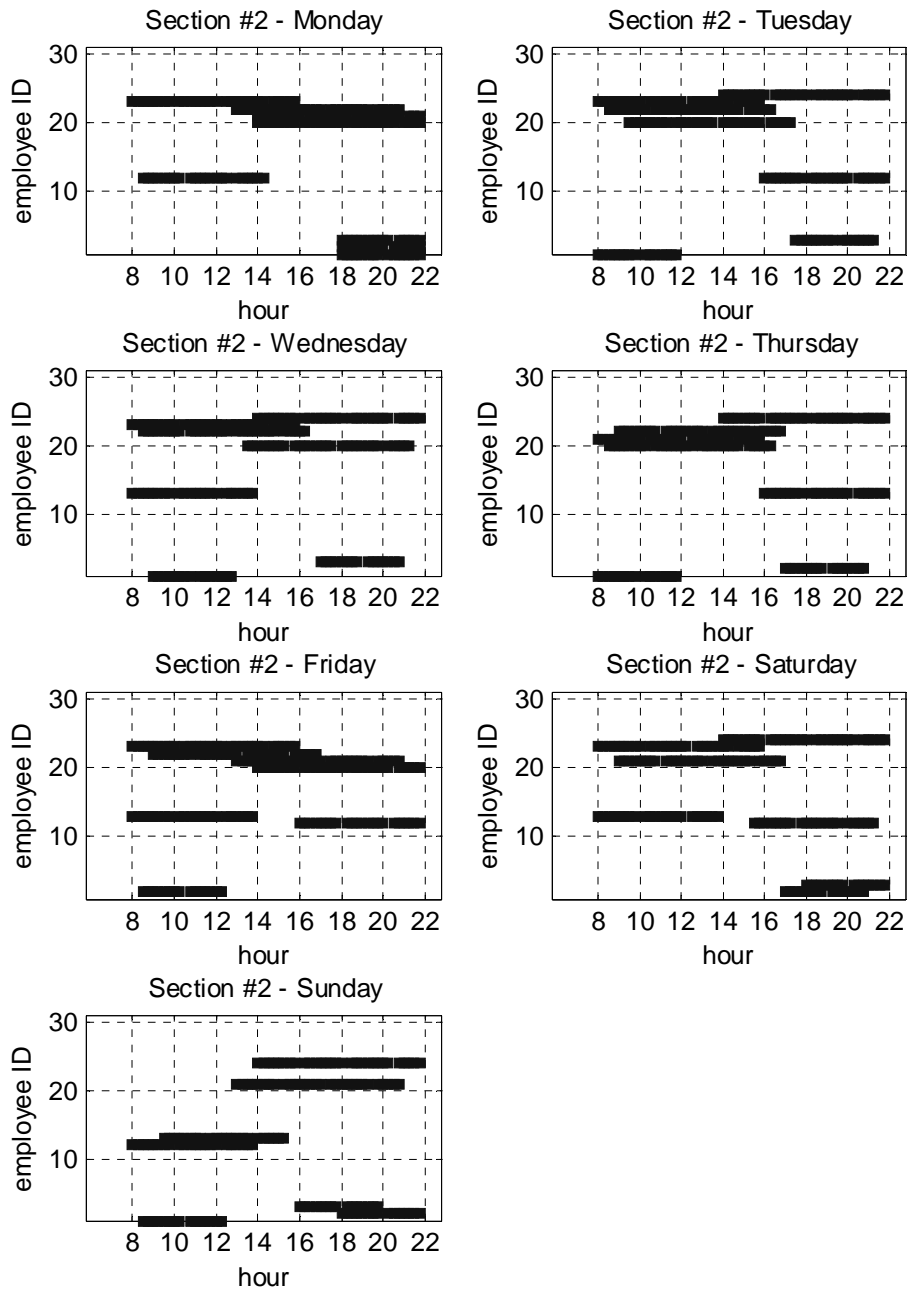 Section #2 - Monday
30
20
10
employee ID
8 10 12 14 16 18 20 22
hour
Section #2 - Tuesday
30
20
10
employee ID
8 10 12 14 16 18 20 22
hour
Section #2 - Wednesday
30
20
10
employee ID
8 10 12 14 16 18 20 22
hour
Section #2 - Thursday
30
20
10
employee ID
8 10 12 14 16 18 20 22
hour
Section #2 - Friday
30
20
10
employee ID
8 10 12 14 16 18 20 22
hour
Section #2 - Saturday
30
20
10
employee ID
8 10 12 14 16 18 20 22
hour
Section #2 - Sunday
30
20
10
employee ID
8 10 12 14 16 18 20 22
hour